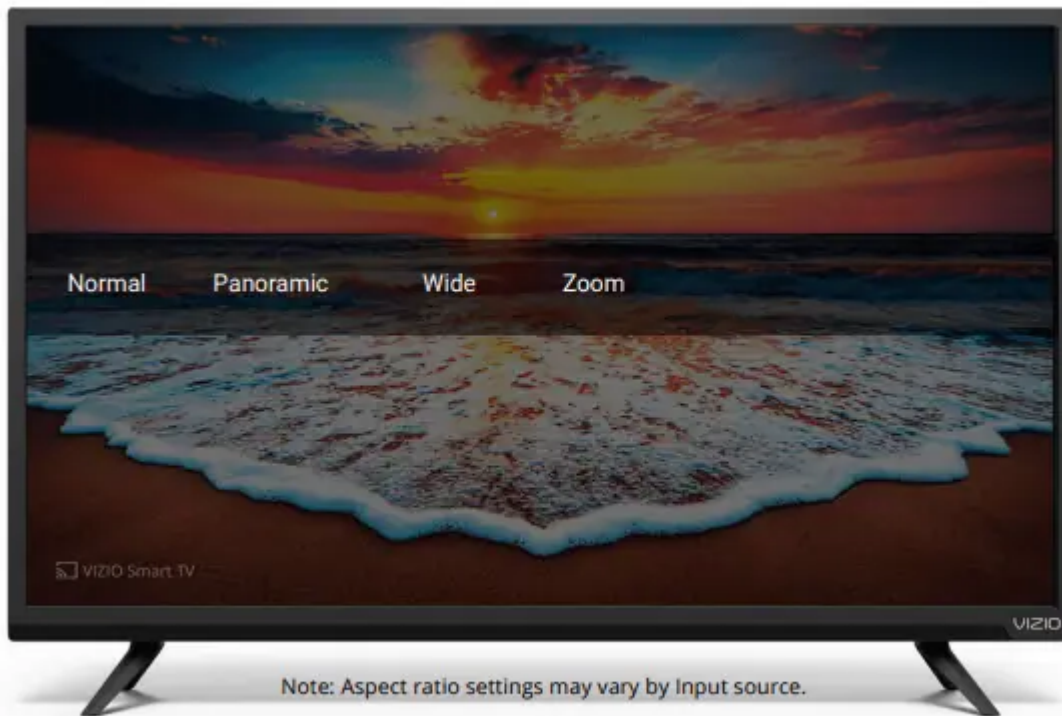 Normal Panoramic Wide Zoom
VIZIO Smart TV
VIZIO
Note: Aspect ratio settings may vary by Input source.